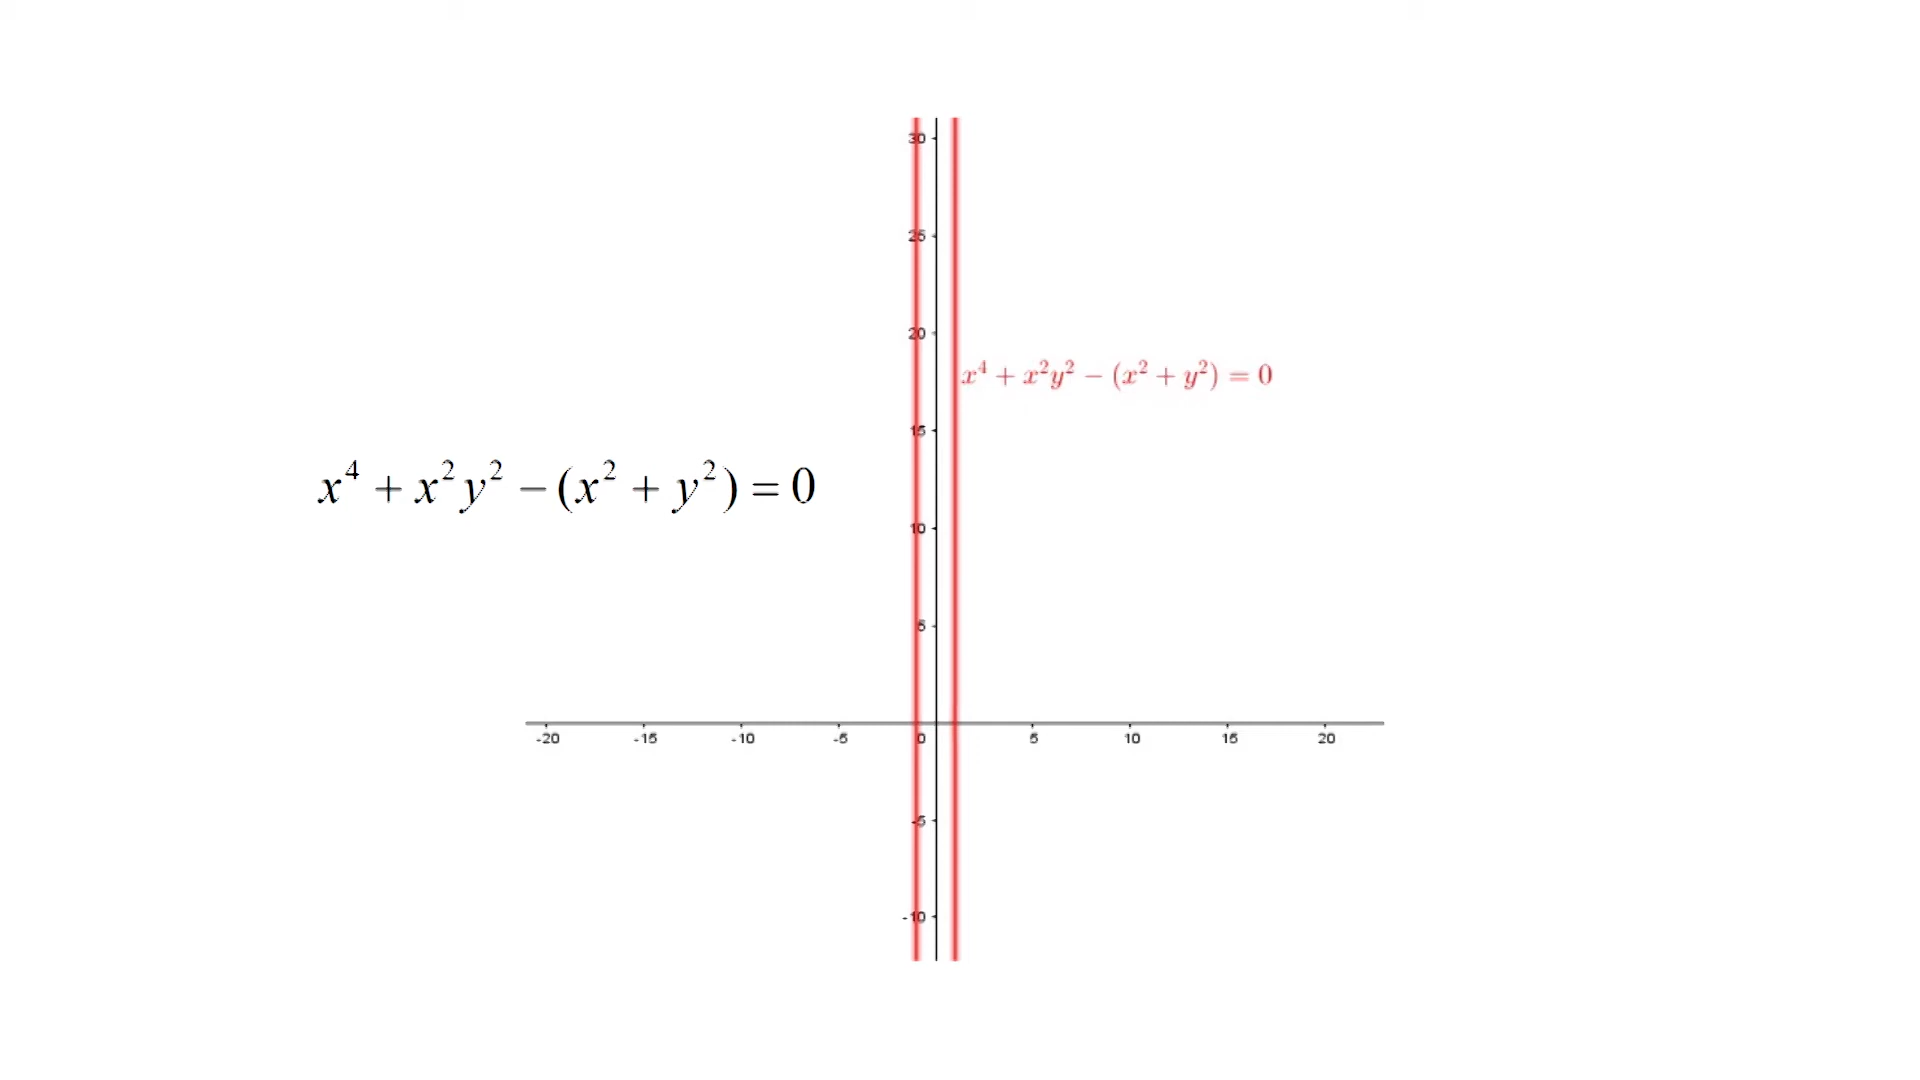 30
25
20
x⁴ + x²y² − (x² + y²) = 0
15
x⁴ + x²y² − (x² + y²) = 0
10
5
-20 -15 -10 -5 0 5 10 15 20
-5
-10